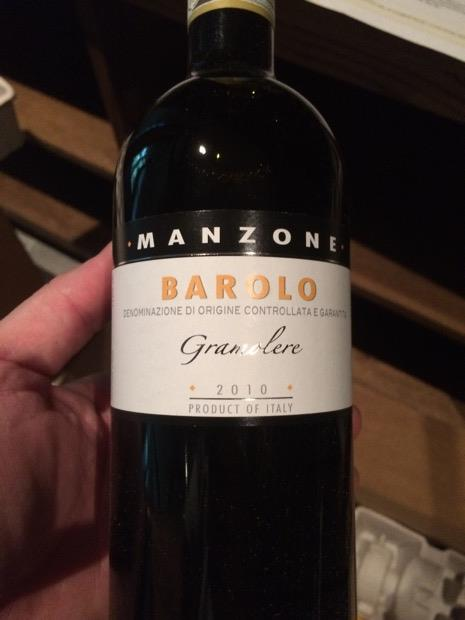 MANZONE
BAROLO
DENOMINAZIONE DI ORIGINE CONTROLLATA E GARANTITA
Gramolere
2010
PRODUCT OF ITALY